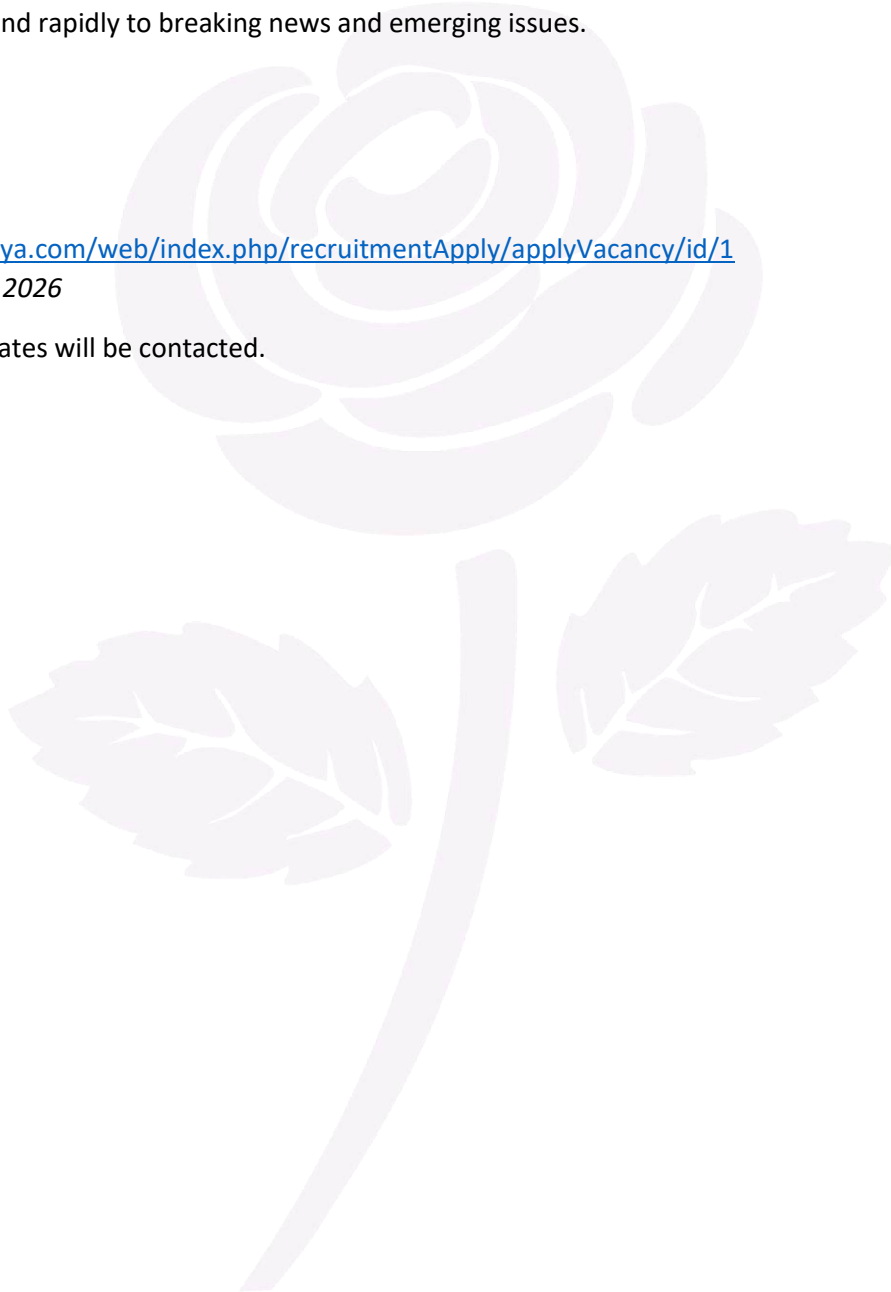 nd rapidly to breaking news and emerging issues.
ya.com/web/index.php/recruitmentApply/applyVacancy/id/1
2026
ates will be contacted.